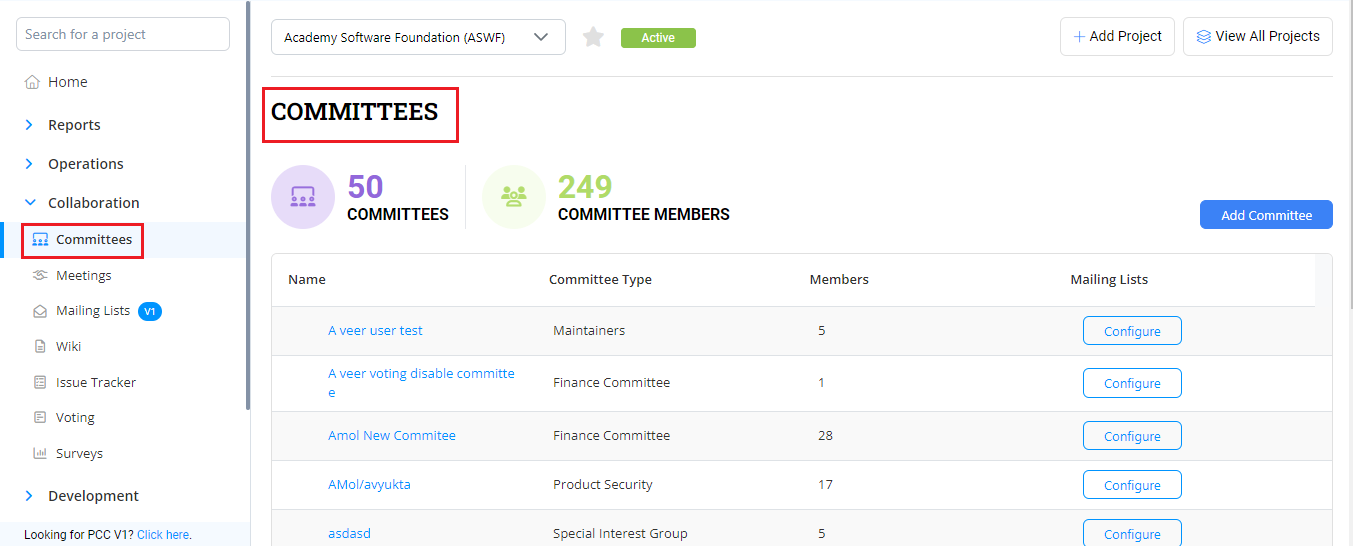 Search for a project
Home
Reports
Operations
Collaboration
Committees
Meetings
Mailing Lists V1
Wiki
Issue Tracker
Voting
Surveys
Development
Looking for PCC V1? Click here.
Academy Software Foundation (ASWF)
Active
Add Project
View All Projects
COMMITTEES
50
COMMITTEES
249
COMMITTEE MEMBERS
Add Committee
Name Committee Type Members Mailing Lists
A veer user test Maintainers 5 Configure
A veer voting disable committe
e
Finance Committee 1 Configure
Amol New Commitee Finance Committee 28 Configure
AMol/avyukta Product Security 17 Configure
asdasd Special Interest Group 5 Configure